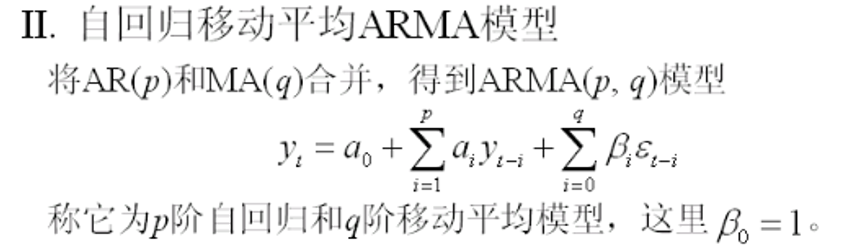 II. 自回归移动平均ARMA模型
将AR(p)和MA(q)合并，得到ARMA(p, q)模型
y_t = a_0 + \sum_{i=1}^{p} a_i y_{t-i} + \sum_{i=0}^{q} β_i ε_{t-i}
称它为p阶自回归和q阶移动平均模型，这里 β_0 = 1。